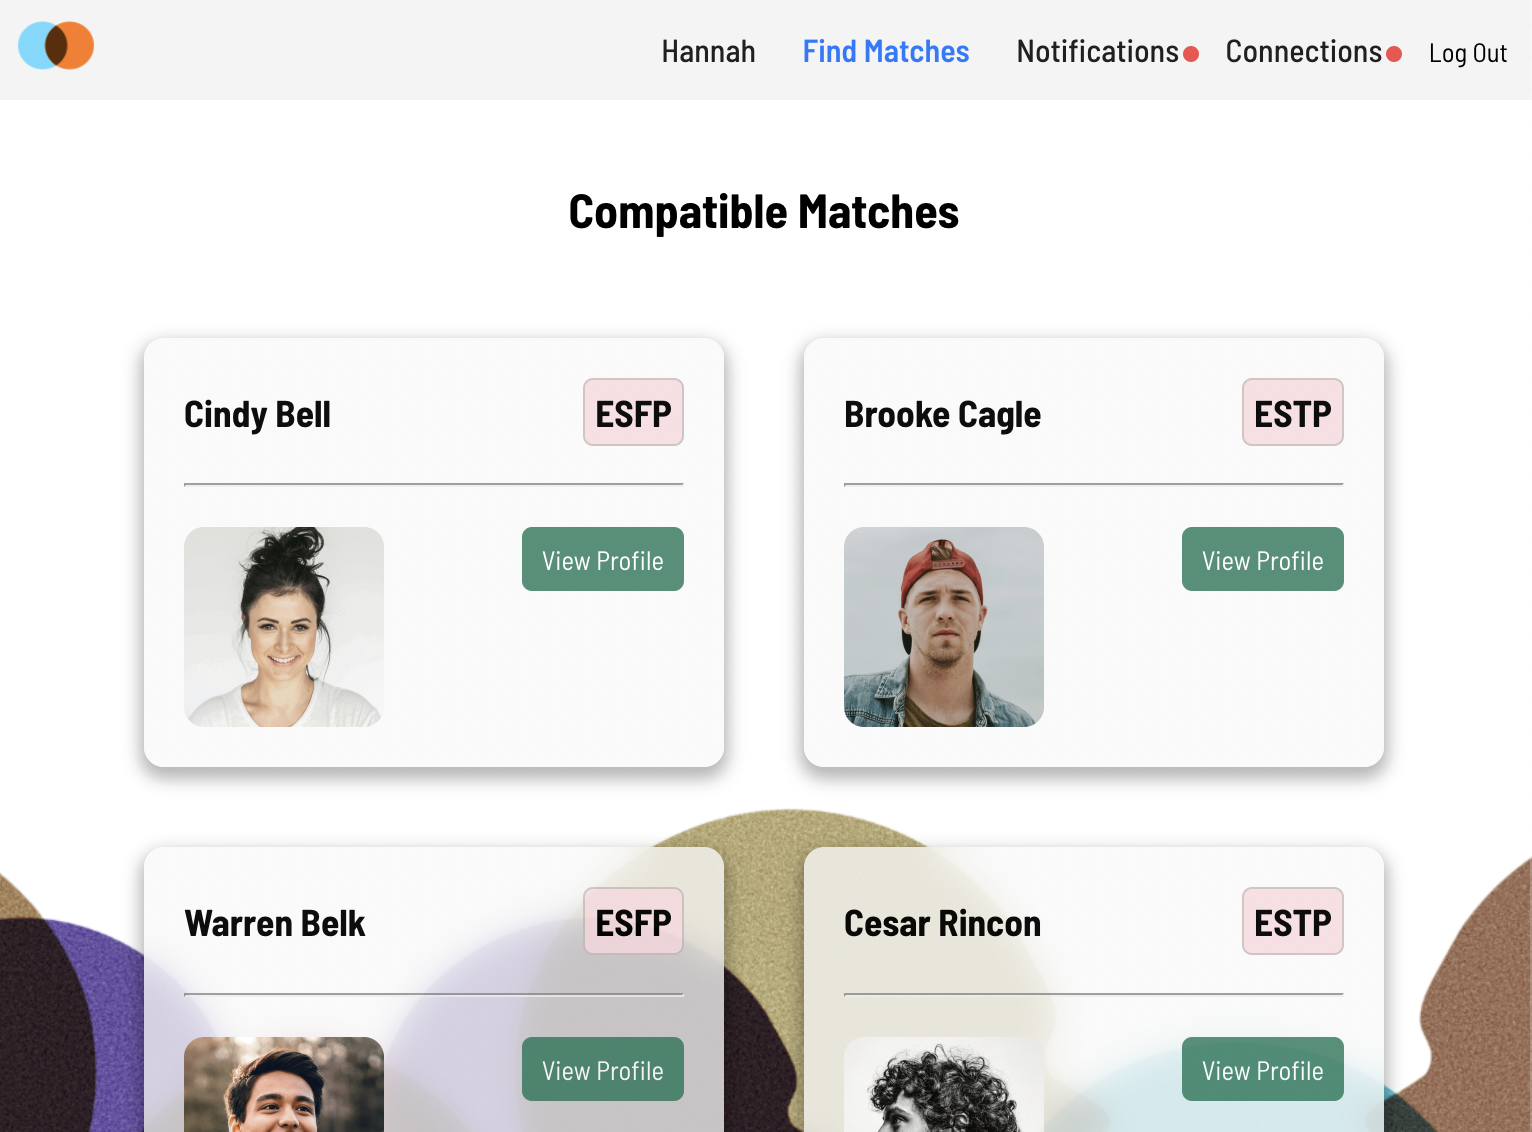 Hannah Find Matches Notifications Connections Log Out
Compatible Matches
Cindy Bell ESFP
View Profile
Brooke Cagle ESTP
View Profile
Warren Belk ESFP
View Profile
Cesar Rincon ESTP
View Profile